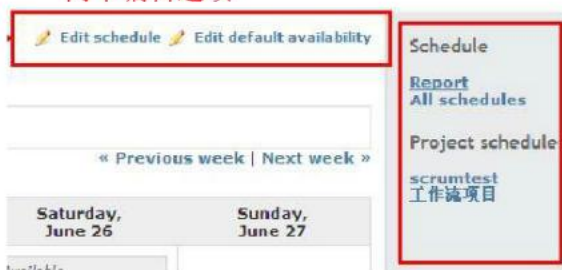 Edit schedule Edit default availability
Schedule
Report
All schedules
Project schedule
scrumtest
工作流项目
« Previous week | Next week »
Saturday, June 26
Sunday, June 27